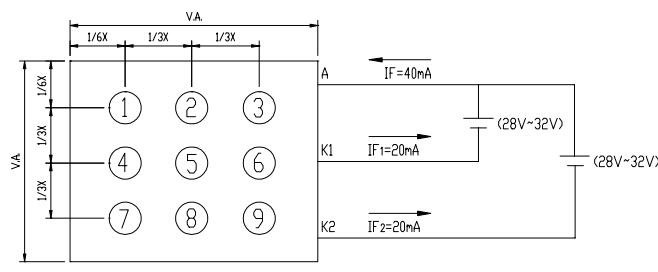 V.A.
1/6X 1/3X 1/3X
V.A.
1/6X
1/3X
1/3X
1 2 3
4 5 6
7 8 9
A
IF=40mA
K1
IF1=20mA
(28V~32V)
(28V~32V)
K2
IF2=20mA